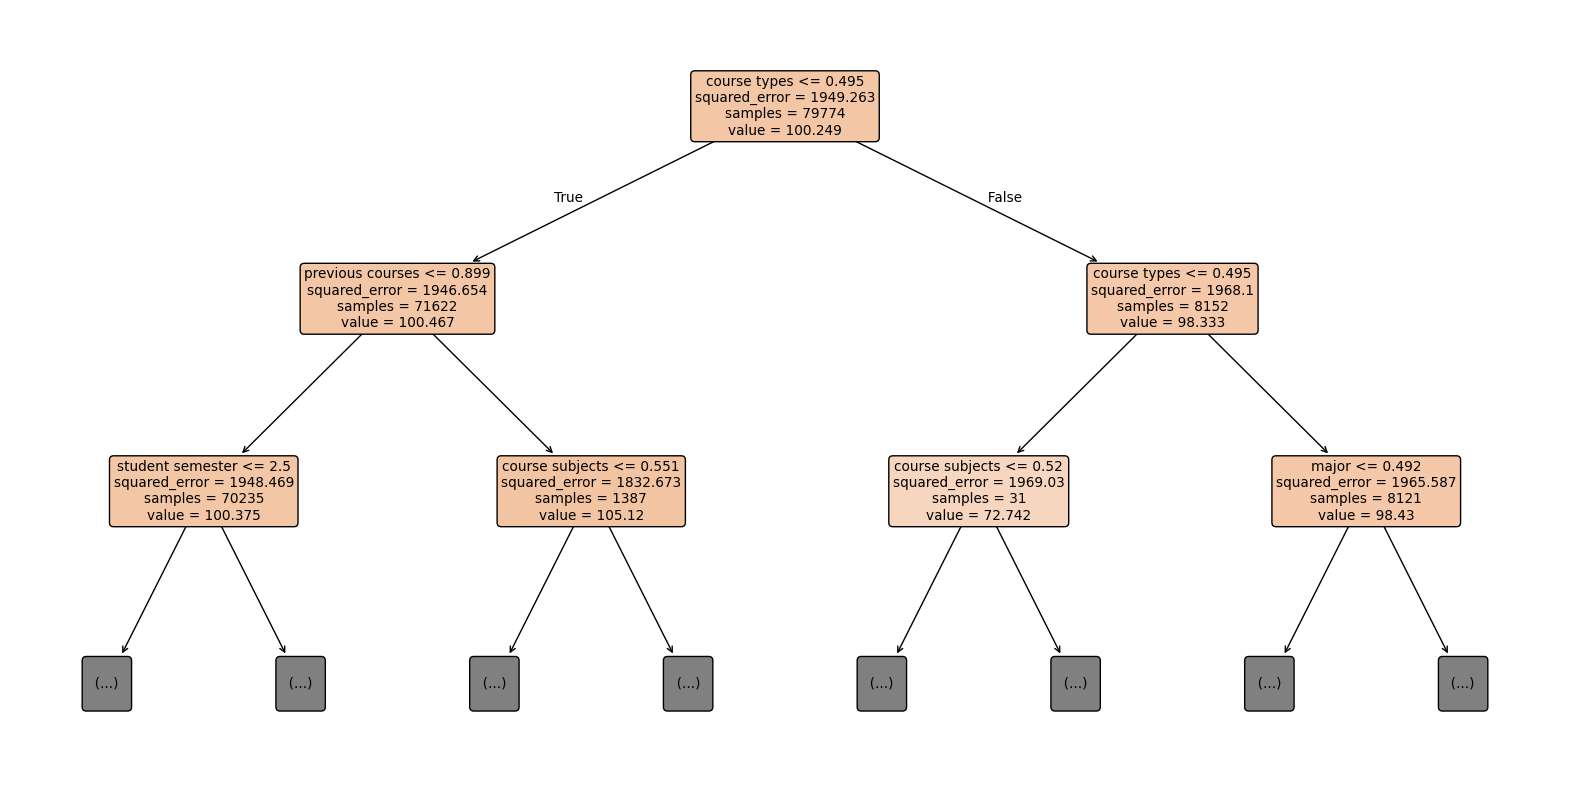 course types <= 0.495
squared_error = 1949.263
samples = 79774
value = 100.249
True
False
previous courses <= 0.899
squared_error = 1946.654
samples = 71622
value = 100.467
course types <= 0.495
squared_error = 1968.1
samples = 8152
value = 98.333
student semester <= 2.5
squared_error = 1948.469
samples = 70235
value = 100.375
course subjects <= 0.551
squared_error = 1832.673
samples = 1387
value = 105.12
course subjects <= 0.52
squared_error = 1969.03
samples = 31
value = 72.742
major <= 0.492
squared_error = 1965.587
samples = 8121
value = 98.43
(...)
(...)
(...)
(...)
(...)
(...)
(...)
(...)